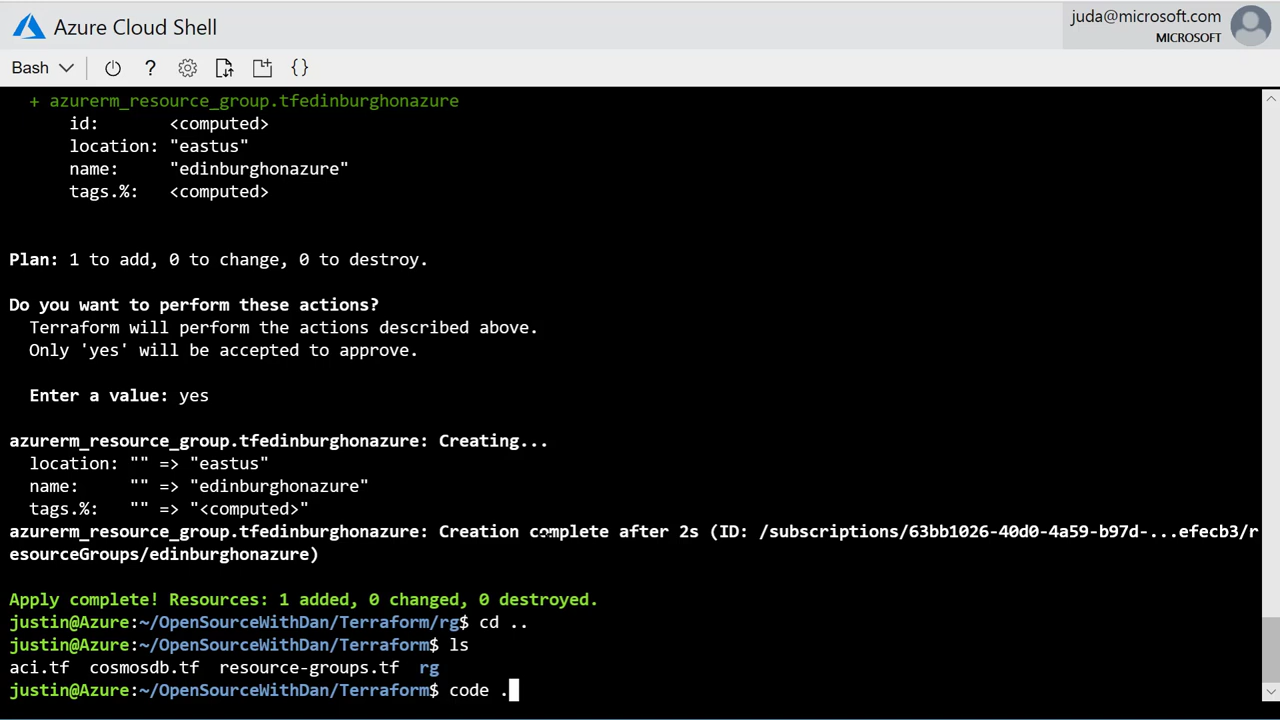 Azure Cloud Shell
juda@microsoft.com
MICROSOFT
Bash
?
{}
+ azurerm_resource_group.tfedinburghonazure
id: <computed>
location: "eastus"
name: "edinburghonazure"
tags.%: <computed>
Plan: 1 to add, 0 to change, 0 to destroy.
Do you want to perform these actions?
Terraform will perform the actions described above.
Only 'yes' will be accepted to approve.
Enter a value: yes
azurerm_resource_group.tfedinburghonazure: Creating...
location: "" => "eastus"
name: "" => "edinburghonazure"
tags.%: "" => "<computed>"
azurerm_resource_group.tfedinburghonazure: Creation complete after 2s (ID: /subscriptions/63bb1026-40d0-4a59-b97d-...efecb3/r
esourceGroups/edinburghonazure)
Apply complete! Resources: 1 added, 0 changed, 0 destroyed.
justin@Azure:~/OpenSourceWithDan/Terraform/rg$ cd ..
justin@Azure:~/OpenSourceWithDan/Terraform$ ls
aci.tf cosmosdb.tf resource-groups.tf rg
justin@Azure:~/OpenSourceWithDan/Terraform$ code .